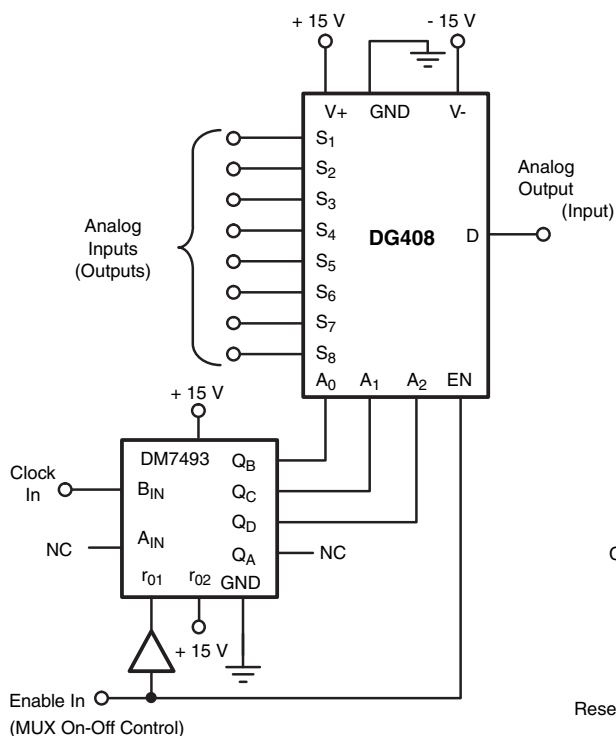 + 15 V
- 15 V
V+ GND V-
S1
S2
S3
S4
S5
S6
S7
S8
Analog
Inputs
(Outputs)
DG408
D
Analog
Output
(Input)
A0 A1 A2 EN
+ 15 V
DM7493
Clock
In
BIN
QB
QC
QD
NC
AIN
QA
NC
r01 r02 GND
+ 15 V
Enable In
(MUX On-Off Control)